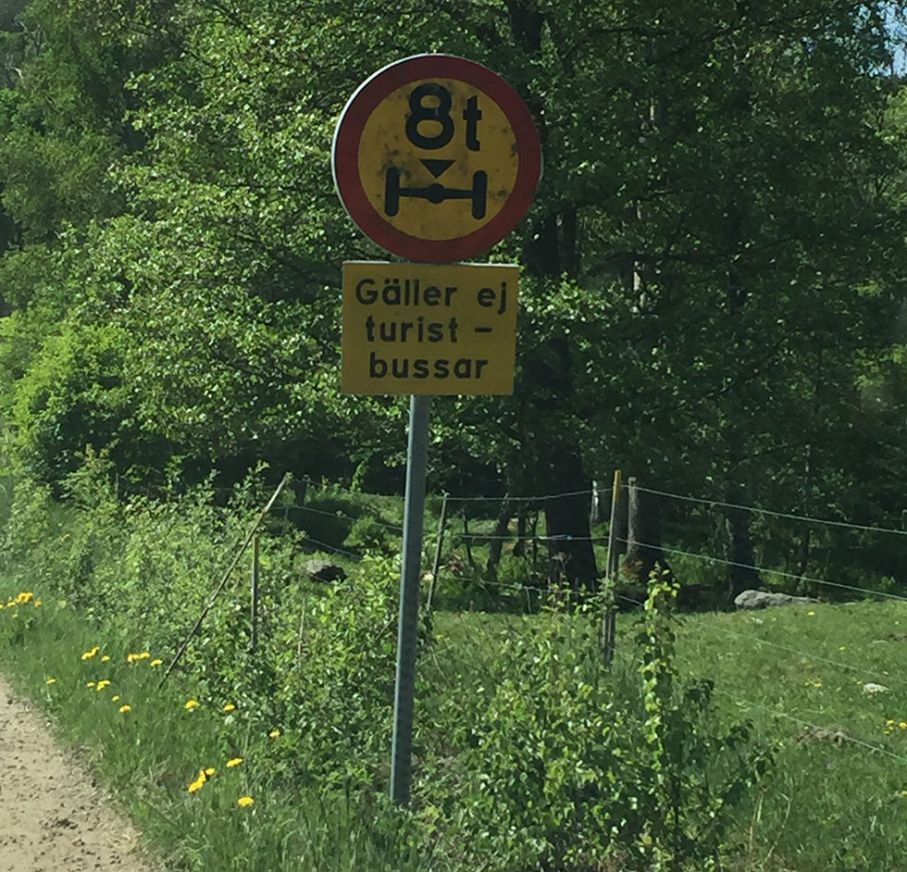 8t
Gäller ej
turist -
bussar